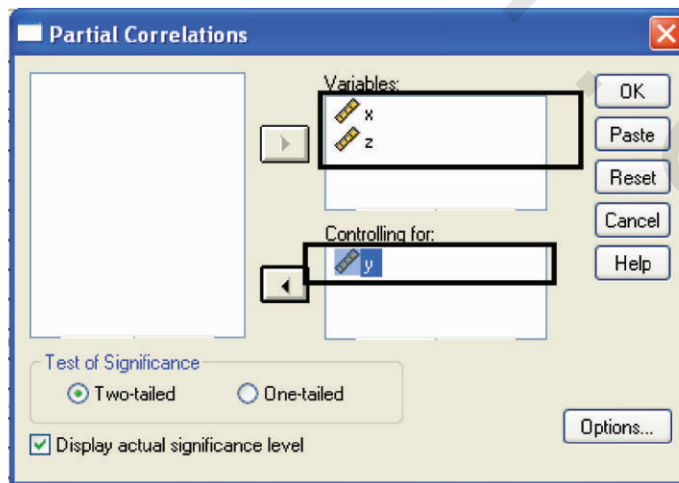 Partial Correlations
Variables:
x
z
OK
Paste
Reset
Cancel
Help
Controlling for:
y
Test of Significance
Two-tailed
One-tailed
Display actual significance level
Options...